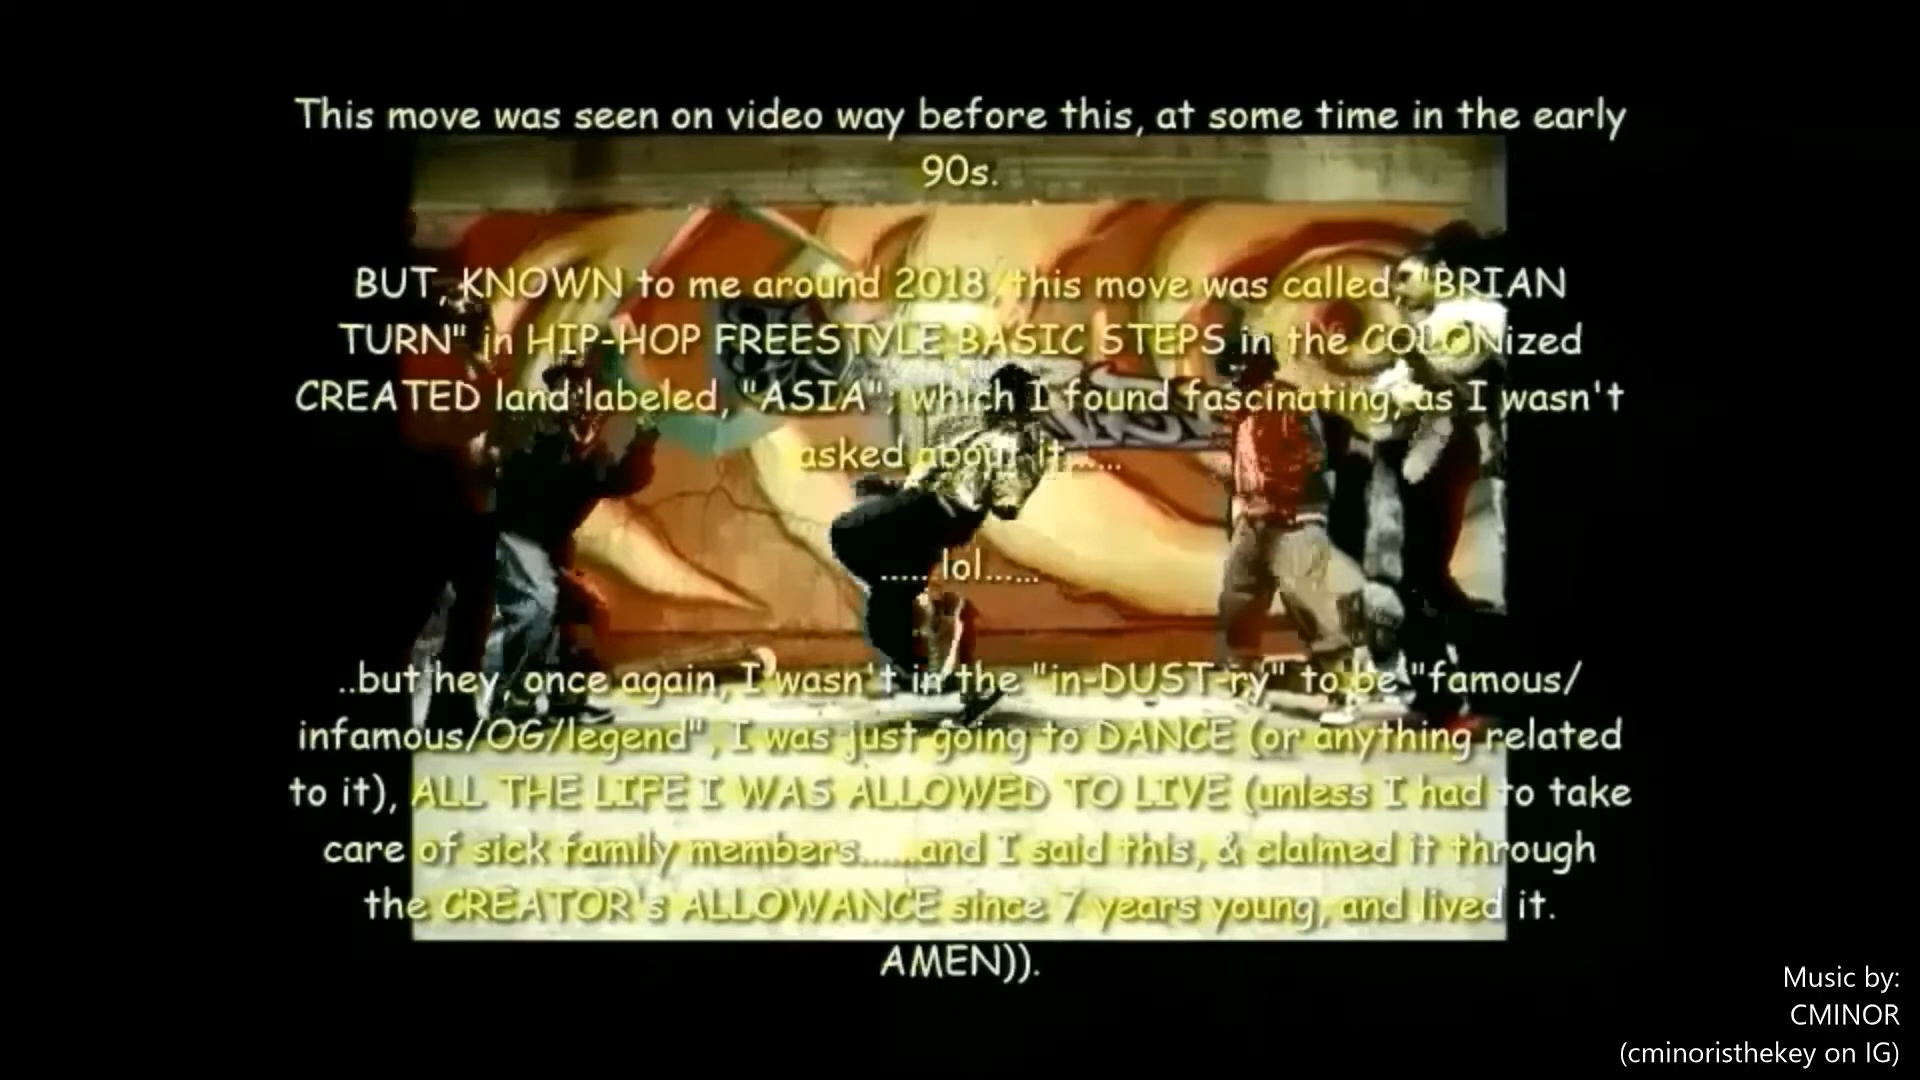 This move was seen on video way before this, at some time in the early
90s.
BUT, KNOWN to me around 2018, this move was called, "BRIAN
TURN" in HIP-HOP FREESTYLE BASIC STEPS in the COLONized
CREATED land labeled, "ASIA", which I found fascinating, as I wasn't
asked about it......
...... lol......
..but hey, once again, I wasn't in the "in-DUST-ry" to be "famous/
infamous/OG/legend", I was just going to DANCE (or anything related
to it), ALL THE LIFE I WAS ALLOWED TO LIVE (unless I had to take
care of sick family members......and I said this, & claimed it through
the CREATOR's ALLOWANCE since 7 years young, and lived it.
AMEN)).
Music by:
CMINOR
(cminoristhekey on IG)